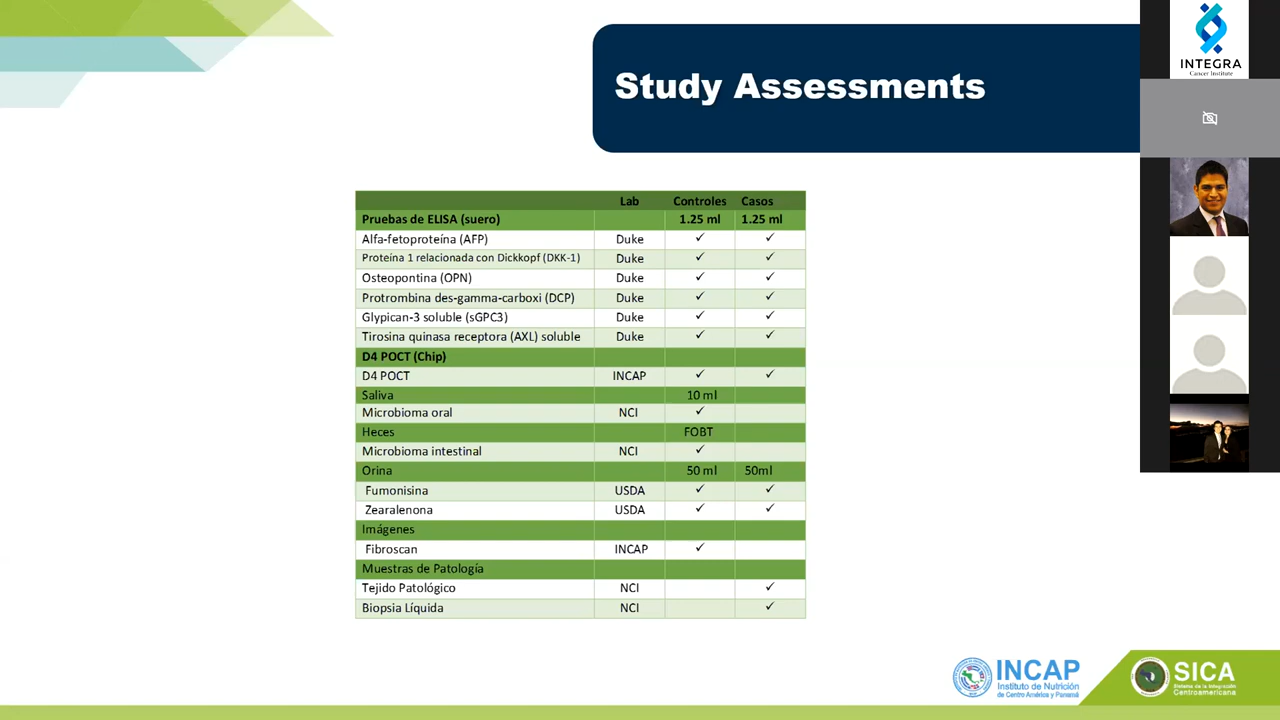 INTEGRA
Cancer Institute
Study Assessments
Lab Controles Casos
Pruebas de ELISA (suero) 1.25 ml 1.25 ml
Alfa-fetoproteína (AFP) Duke ✓ ✓
Proteína 1 relacionada con Dickkopf (DKK-1) Duke ✓ ✓
Osteopontina (OPN) Duke ✓ ✓
Protrombina des-gamma-carboxi (DCP) Duke ✓ ✓
Glypican-3 soluble (sGPC3) Duke ✓ ✓
Tirosina quinasa receptora (AXL) soluble Duke ✓ ✓
D4 POCT (Chip)
D4 POCT INCAP ✓ ✓
Saliva 10 ml
Microbioma oral NCI ✓
Heces FOBT
Microbioma intestinal NCI ✓
Orina 50 ml 50ml
Fumonisina USDA ✓ ✓
Zearalenona USDA ✓ ✓
Imágenes
Fibroscan INCAP ✓
Muestras de Patología
Tejido Patológico NCI ✓
Biopsia Líquida NCI ✓
INCAP
Instituto de Nutrición
de Centro América y Panamá
SICA
Sistema de la Integración
Centroamericana